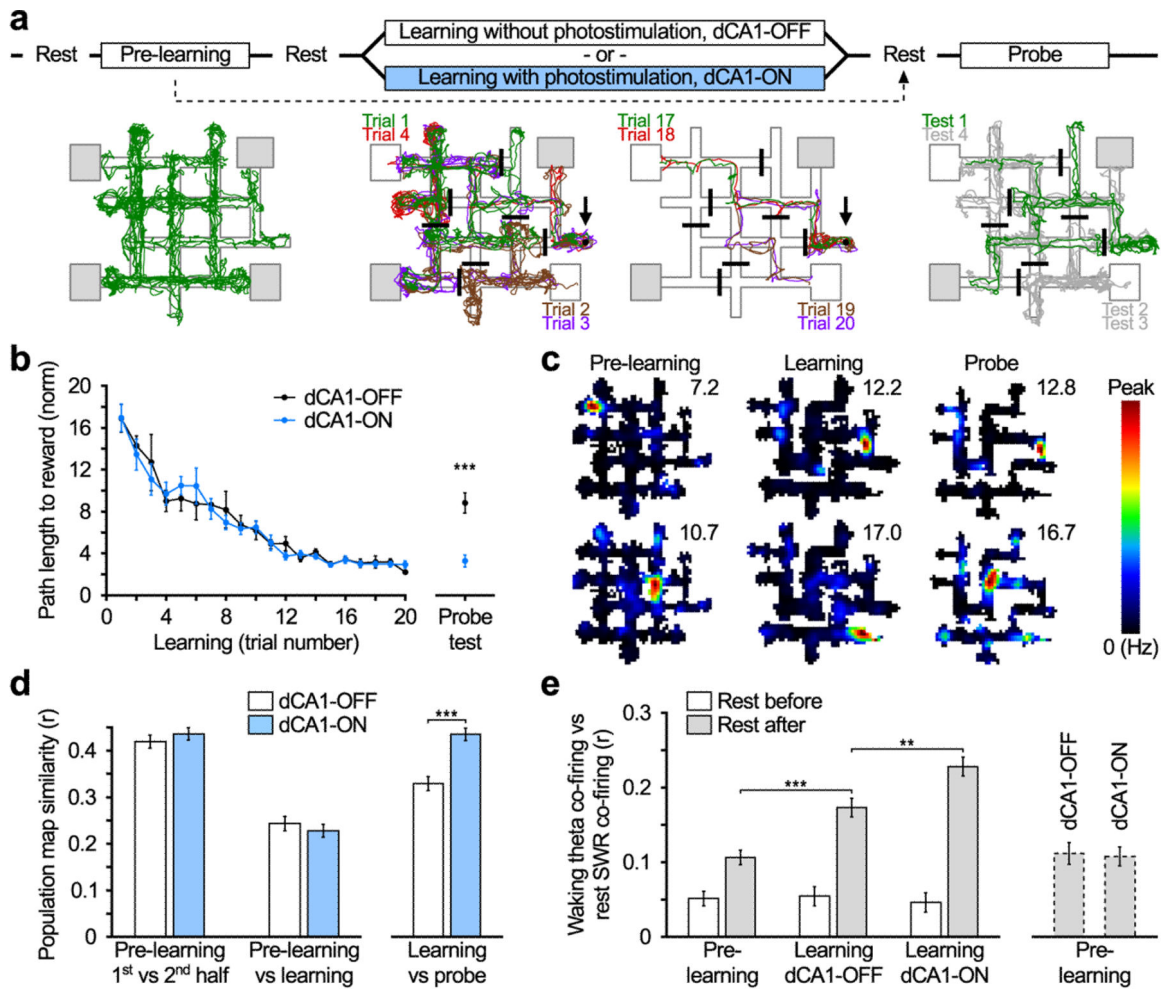 a
Rest
Pre-learning
Rest
Learning without photostimulation, dCA1-OFF
- or -
Learning with photostimulation, dCA1-ON
Rest
Probe
Trial 1
Trial 4
Trial 2
Trial 3
Trial 17
Trial 18
Trial 19
Trial 20
Test 1
Test 4
Test 2
Test 3
b
Path length to reward (norm)
20
16
12
8
4
0
dCA1-OFF
dCA1-ON
***
0 4 8 12 16 20
Learning (trial number)
Probe
test
c
Pre-learning
Learning
Probe
7.2
12.2
12.8
10.7
17.0
16.7
Peak
0 (Hz)
d
Population map similarity (r)
0.4
0.3
0.2
0.1
0
dCA1-OFF
dCA1-ON
***
Pre-learning
1st vs 2nd half
Pre-learning
vs learning
Learning
vs probe
e
Waking theta co-firing vs
rest SWR co-firing (r)
0.3
0.2
0.1
0
Rest before
Rest after
***
**
Pre-
learning
Learning
dCA1-OFF
Learning
dCA1-ON
dCA1-OFF
dCA1-ON
Pre-
learning